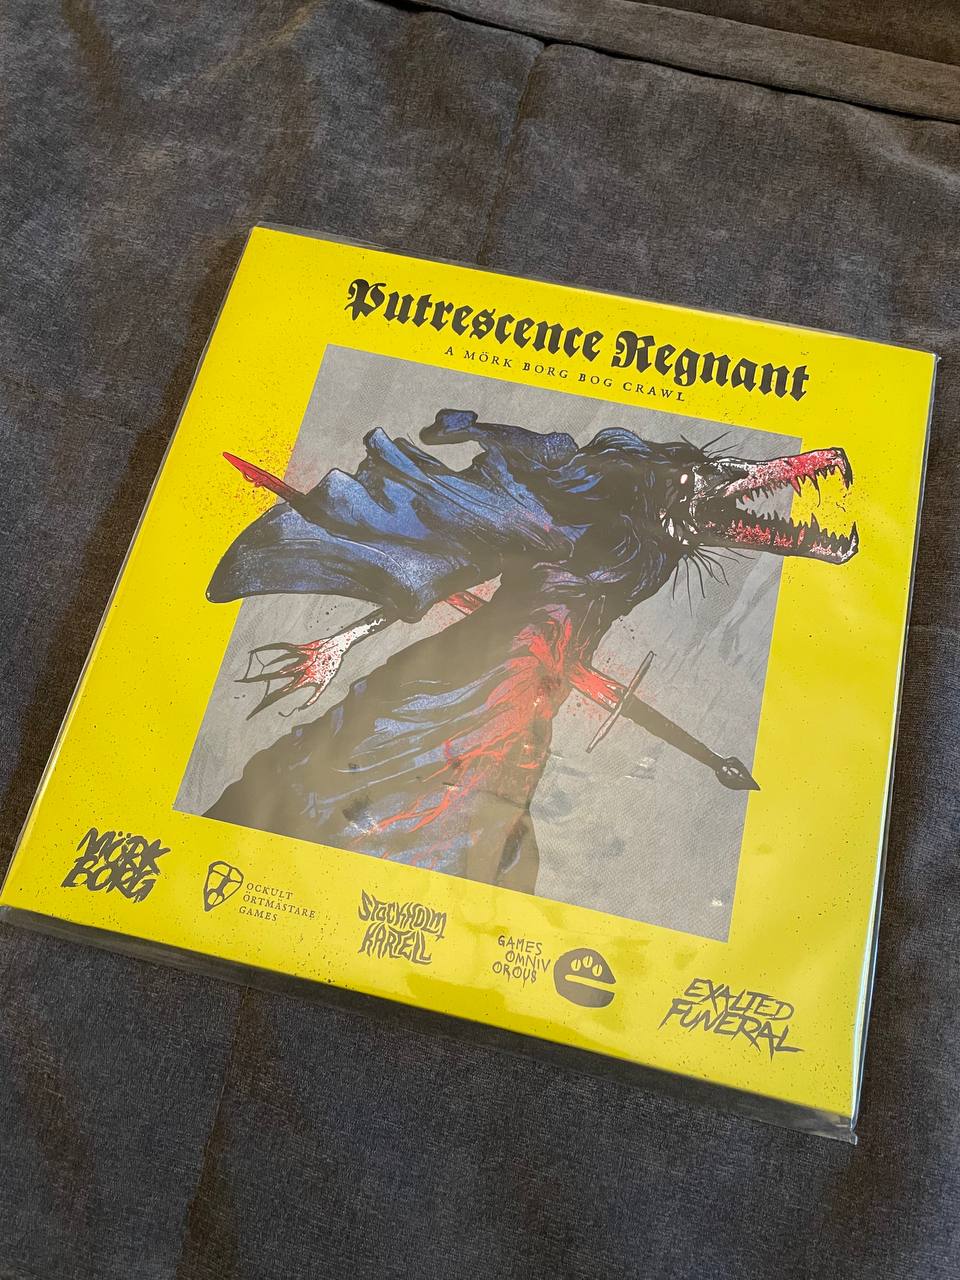 Putrescence Regnant
A MÖRK BORG BOG CRAWL
MÖRK
BORG
OCKULT
ÖRTMÄSTARE
GAMES
STOCKHOLM
KARTELL
GAMES
OMNIV
OROUS
EXALTED
FUNERAL